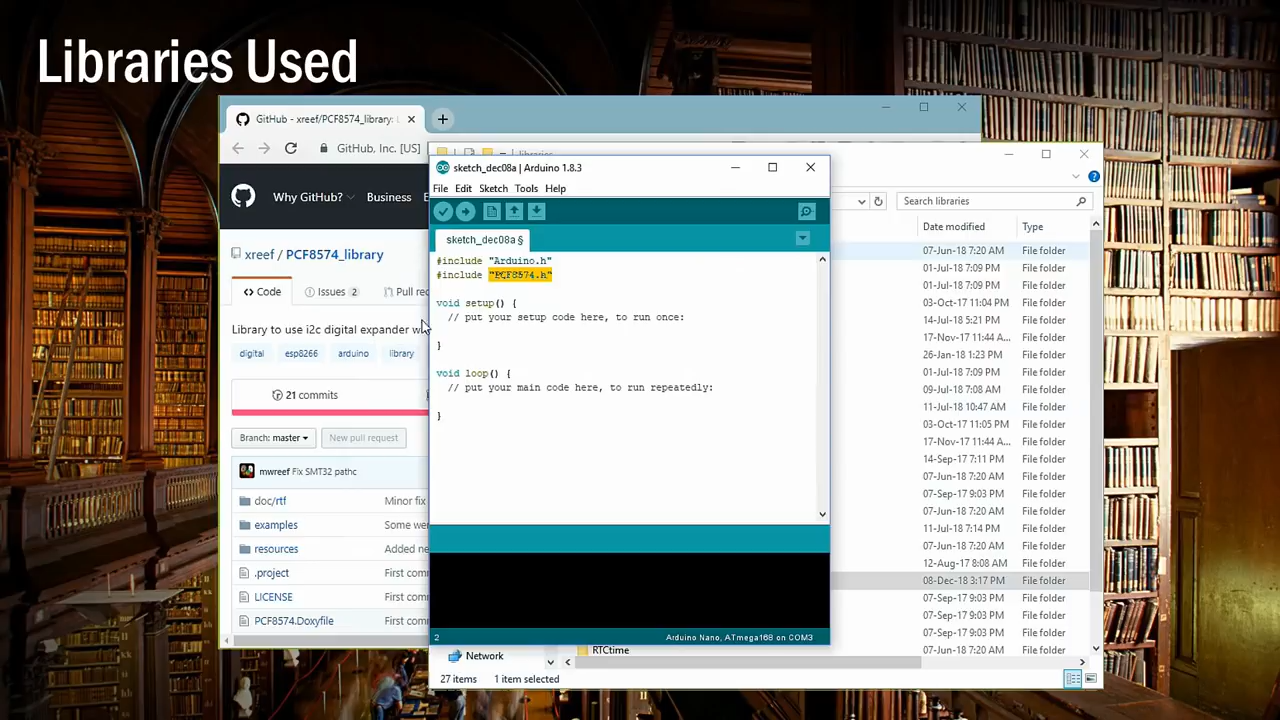 Libraries Used
GitHub - xreef/PCF8574_library: L
GitHub, Inc. [US]
Why GitHub?
Business
xreef / PCF8574_library
Code
Issues 2
Pull rec
Library to use i2c digital expander w
digital esp8266 arduino library
21 commits
Branch: master
New pull request
mwreef Fix SMT32 pathc
doc/rtf Minor fix
examples Some we
resources Added ne
.project First comm
LICENSE First comm
PCF8574.Doxyfile First comm
libraries
sketch_dec08a | Arduino 1.8.3
File Edit Sketch Tools Help
sketch_dec08a §
#include "Arduino.h"
#include "PCF8574.h"
void setup() {
// put your setup code here, to run once:
}
void loop() {
// put your main code here, to run repeatedly:
}
2
Arduino Nano, ATmega168 on COM3
Search libraries
Date modified Type
07-Jun-18 7:20 AM File folder
01-Jul-18 7:09 PM File folder
01-Jul-18 7:09 PM File folder
03-Oct-17 11:04 PM File folder
14-Jul-18 5:21 PM File folder
17-Nov-17 11:44 A... File folder
26-Jan-18 1:23 PM File folder
01-Jul-18 7:09 PM File folder
09-Jul-18 7:08 AM File folder
11-Jul-18 10:47 AM File folder
03-Oct-17 11:05 PM File folder
17-Nov-17 11:44 A... File folder
14-Sep-17 7:11 PM File folder
07-Jun-18 7:20 AM File folder
07-Sep-17 9:03 PM File folder
07-Jun-18 7:20 AM File folder
11-Jul-18 7:14 PM File folder
07-Jun-18 7:20 AM File folder
12-Aug-17 8:08 AM File folder
08-Dec-18 3:17 PM File folder
07-Sep-17 9:03 PM File folder
07-Sep-17 9:03 PM File folder
07-Sep-17 9:03 PM File folder
RTCtime 07-Jun-18 7:20 AM File folder
Network
27 items 1 item selected